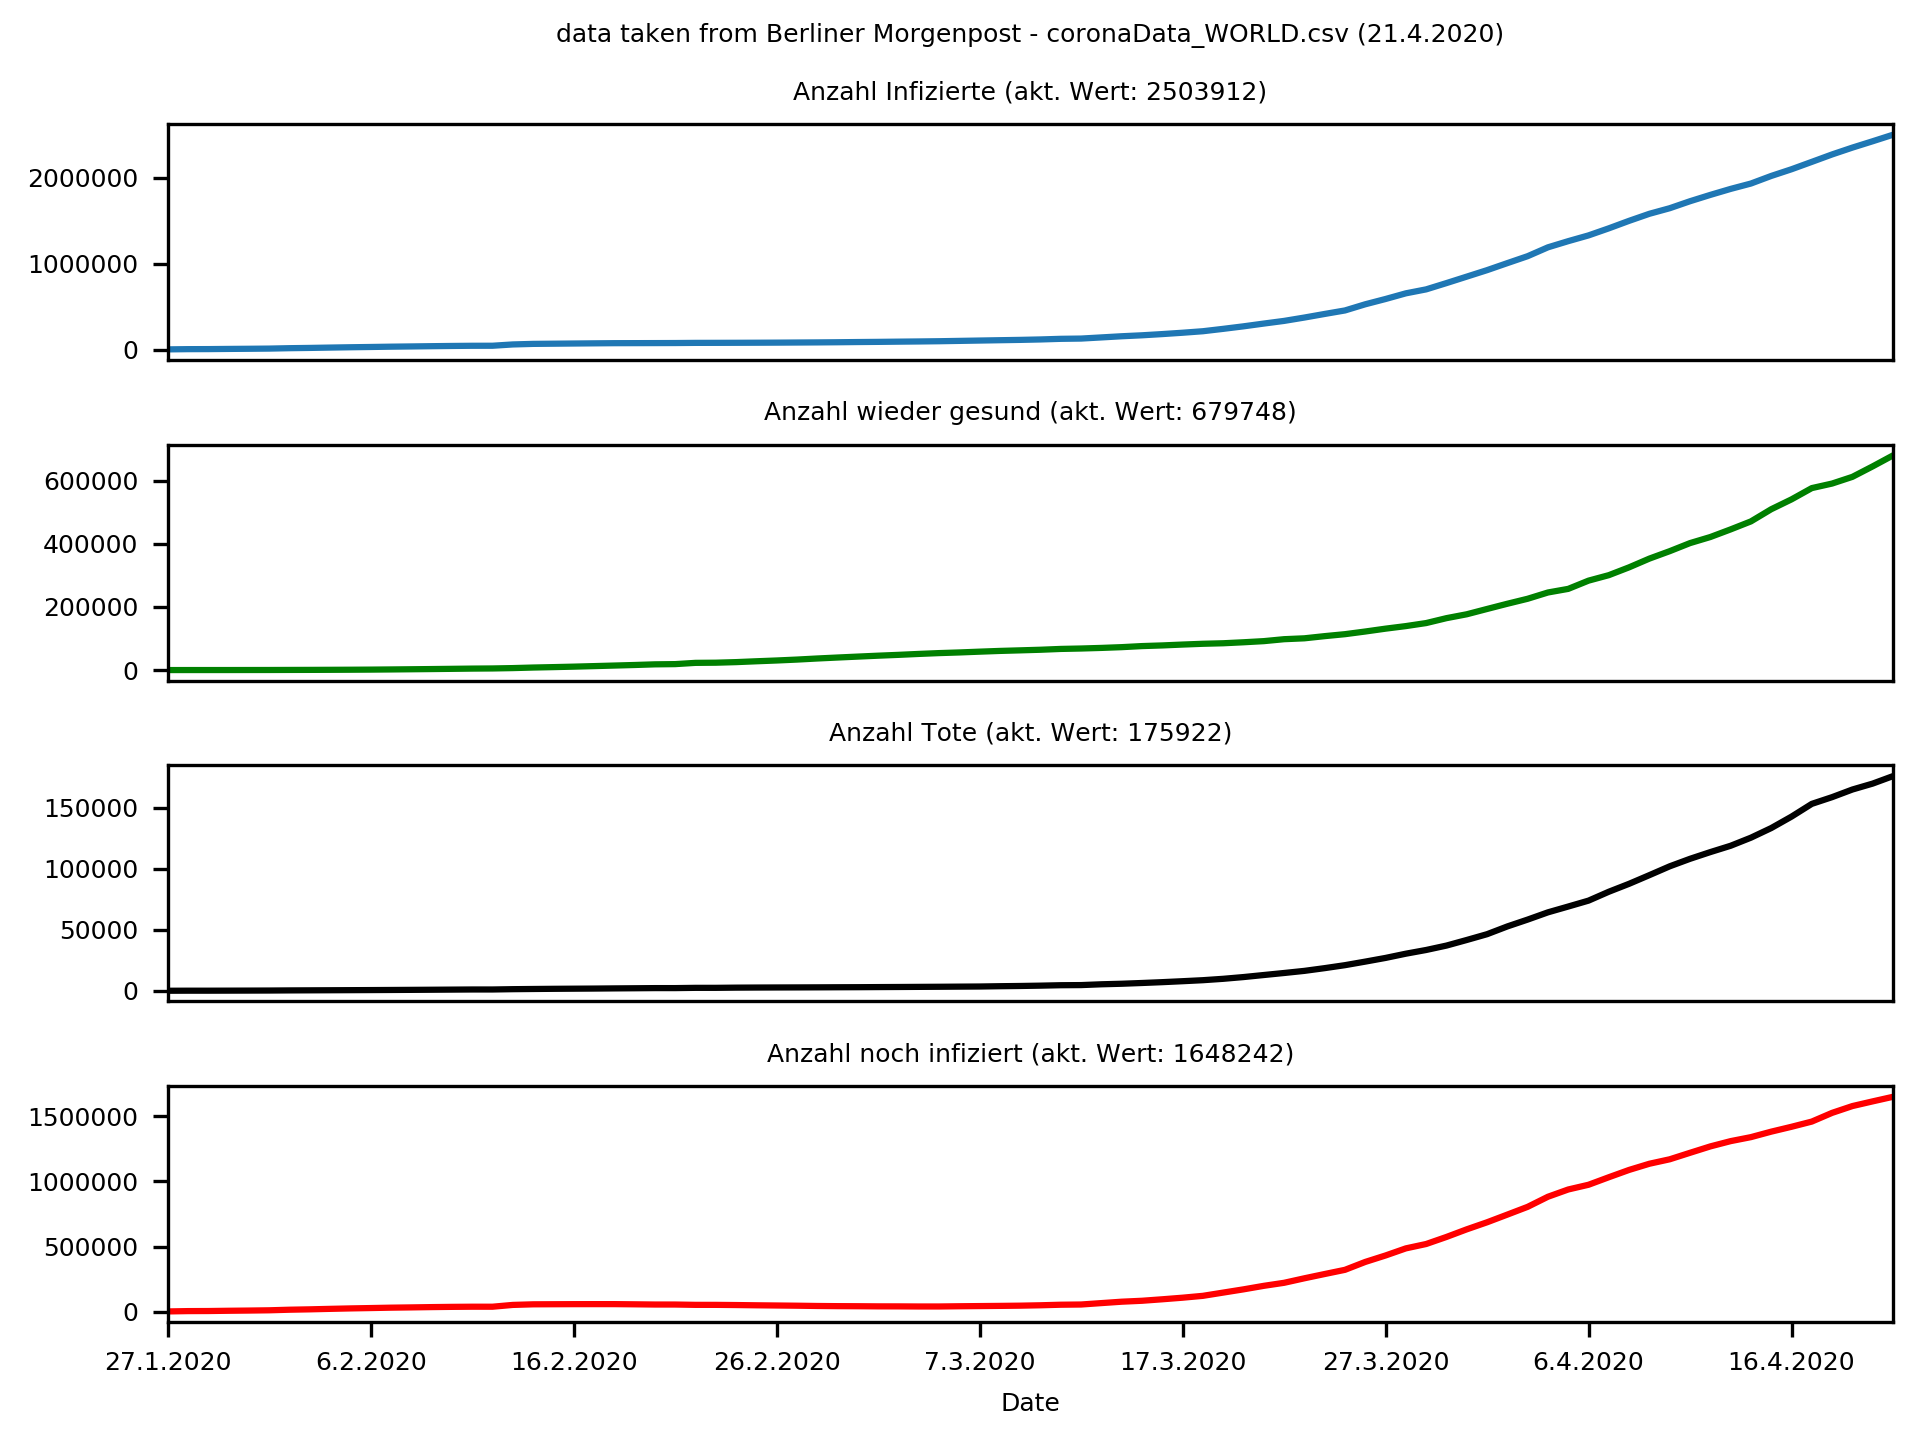 data taken from Berliner Morgenpost - coronaData_WORLD.csv (21.4.2020)
Anzahl Infizierte (akt. Wert: 2503912)
2000000
1000000
0
Anzahl wieder gesund (akt. Wert: 679748)
600000
400000
200000
0
Anzahl Tote (akt. Wert: 175922)
150000
100000
50000
0
Anzahl noch infiziert (akt. Wert: 1648242)
1500000
1000000
500000
0
27.1.2020 6.2.2020 16.2.2020 26.2.2020 7.3.2020 17.3.2020 27.3.2020 6.4.2020 16.4.2020
Date